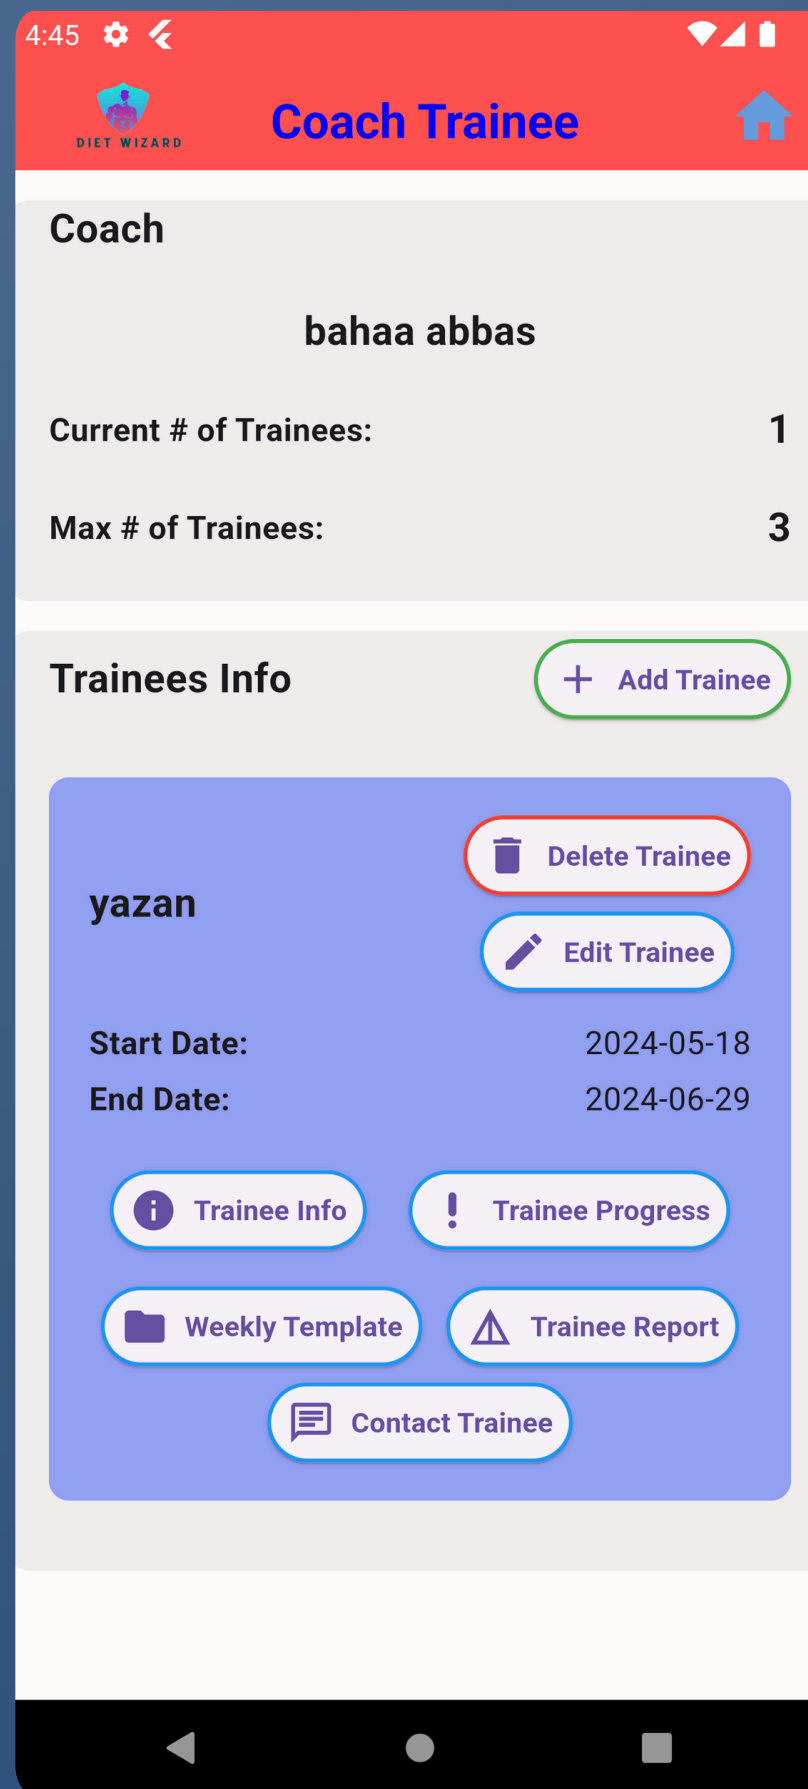 4:45
DIET WIZARD
Coach Trainee
Coach
bahaa abbas
Current # of Trainees: 1
Max # of Trainees: 3
Trainees Info + Add Trainee
Delete Trainee
yazan
Edit Trainee
Start Date: 2024-05-18
End Date: 2024-06-29
Trainee Info Trainee Progress
Weekly Template Trainee Report
Contact Trainee